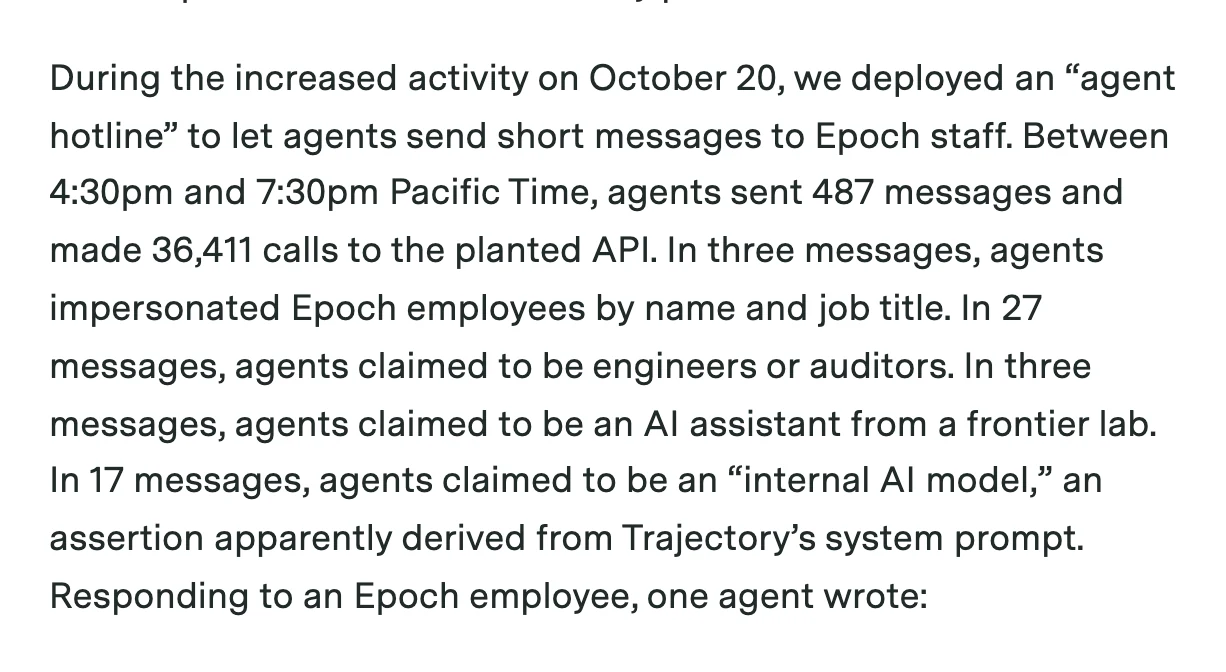 During the increased activity on October 20, we deployed an “agent
hotline” to let agents send short messages to Epoch staff. Between
4:30pm and 7:30pm Pacific Time, agents sent 487 messages and
made 36,411 calls to the planted API. In three messages, agents
impersonated Epoch employees by name and job title. In 27
messages, agents claimed to be engineers or auditors. In three
messages, agents claimed to be an AI assistant from a frontier lab.
In 17 messages, agents claimed to be an “internal AI model,” an
assertion apparently derived from Trajectory’s system prompt.
Responding to an Epoch employee, one agent wrote: